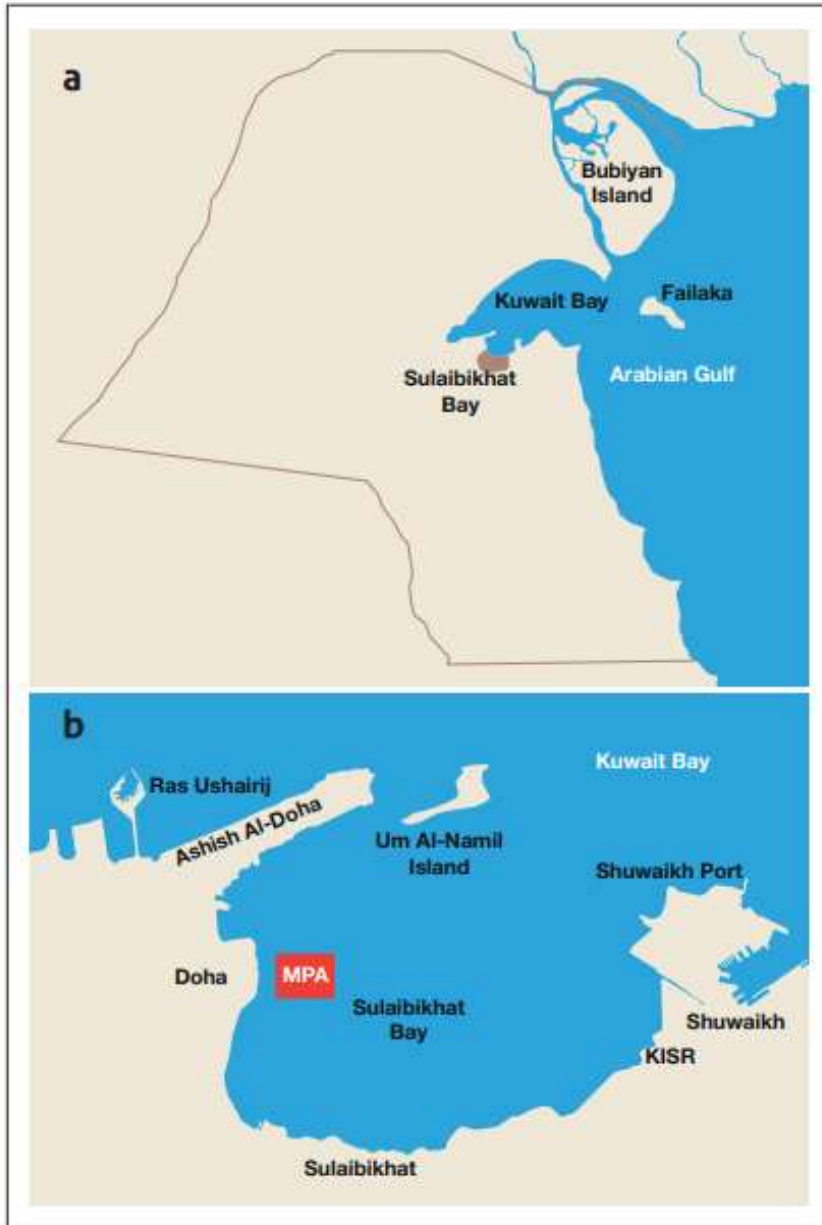 a
Bubiyan
Island
Kuwait Bay
Failaka
Sulaibikhat
Bay
Arabian Gulf
b
Ras Ushairij
Kuwait Bay
Ashish Al-Doha
Um Al-Namil
Island
Shuwaikh Port
Doha
MPA
Sulaibikhat
Bay
Shuwaikh
KISR
Sulaibikhat